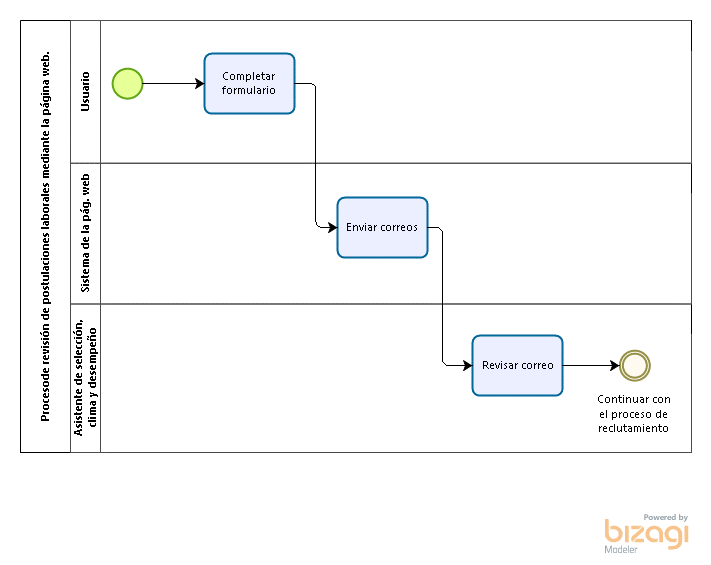 Procesode revisión de postulaciones laborales mediante la página web.
Usuario
Completar
formulario
Sistema de la pág. web
Enviar correos
Asistente de selección,
clima y desempeño
Revisar correo
Continuar con
el proceso de
reclutamiento
Powered by
bizagi
Modeler